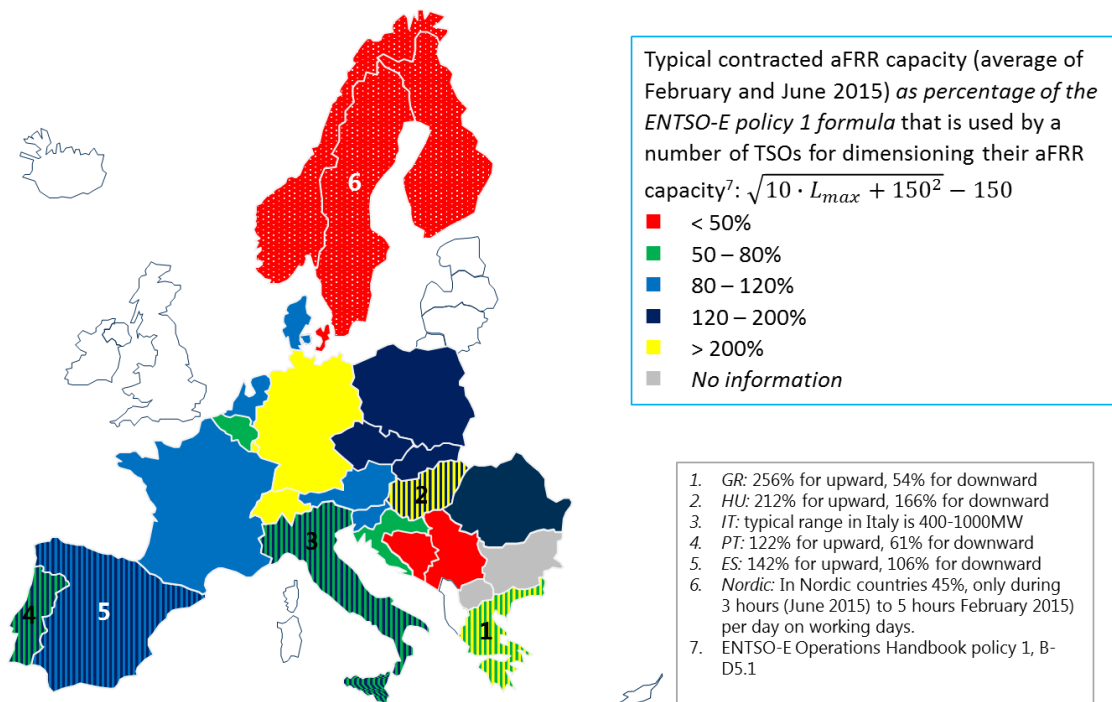 Typical contracted aFRR capacity (average of
February and June 2015) as percentage of the
ENTSO-E policy 1 formula that is used by a
number of TSOs for dimensioning their aFRR
capacity⁷: √(10 · L_max + 150²) − 150
< 50%
50 – 80%
80 – 120%
120 – 200%
> 200%
No information
6
2
3
4
5
1
1. GR: 256% for upward, 54% for downward
2. HU: 212% for upward, 166% for downward
3. IT: typical range in Italy is 400-1000MW
4. PT: 122% for upward, 61% for downward
5. ES: 142% for upward, 106% for downward
6. Nordic: In Nordic countries 45%, only during
3 hours (June 2015) to 5 hours February 2015)
per day on working days.
7. ENTSO-E Operations Handbook policy 1, B-
D5.1